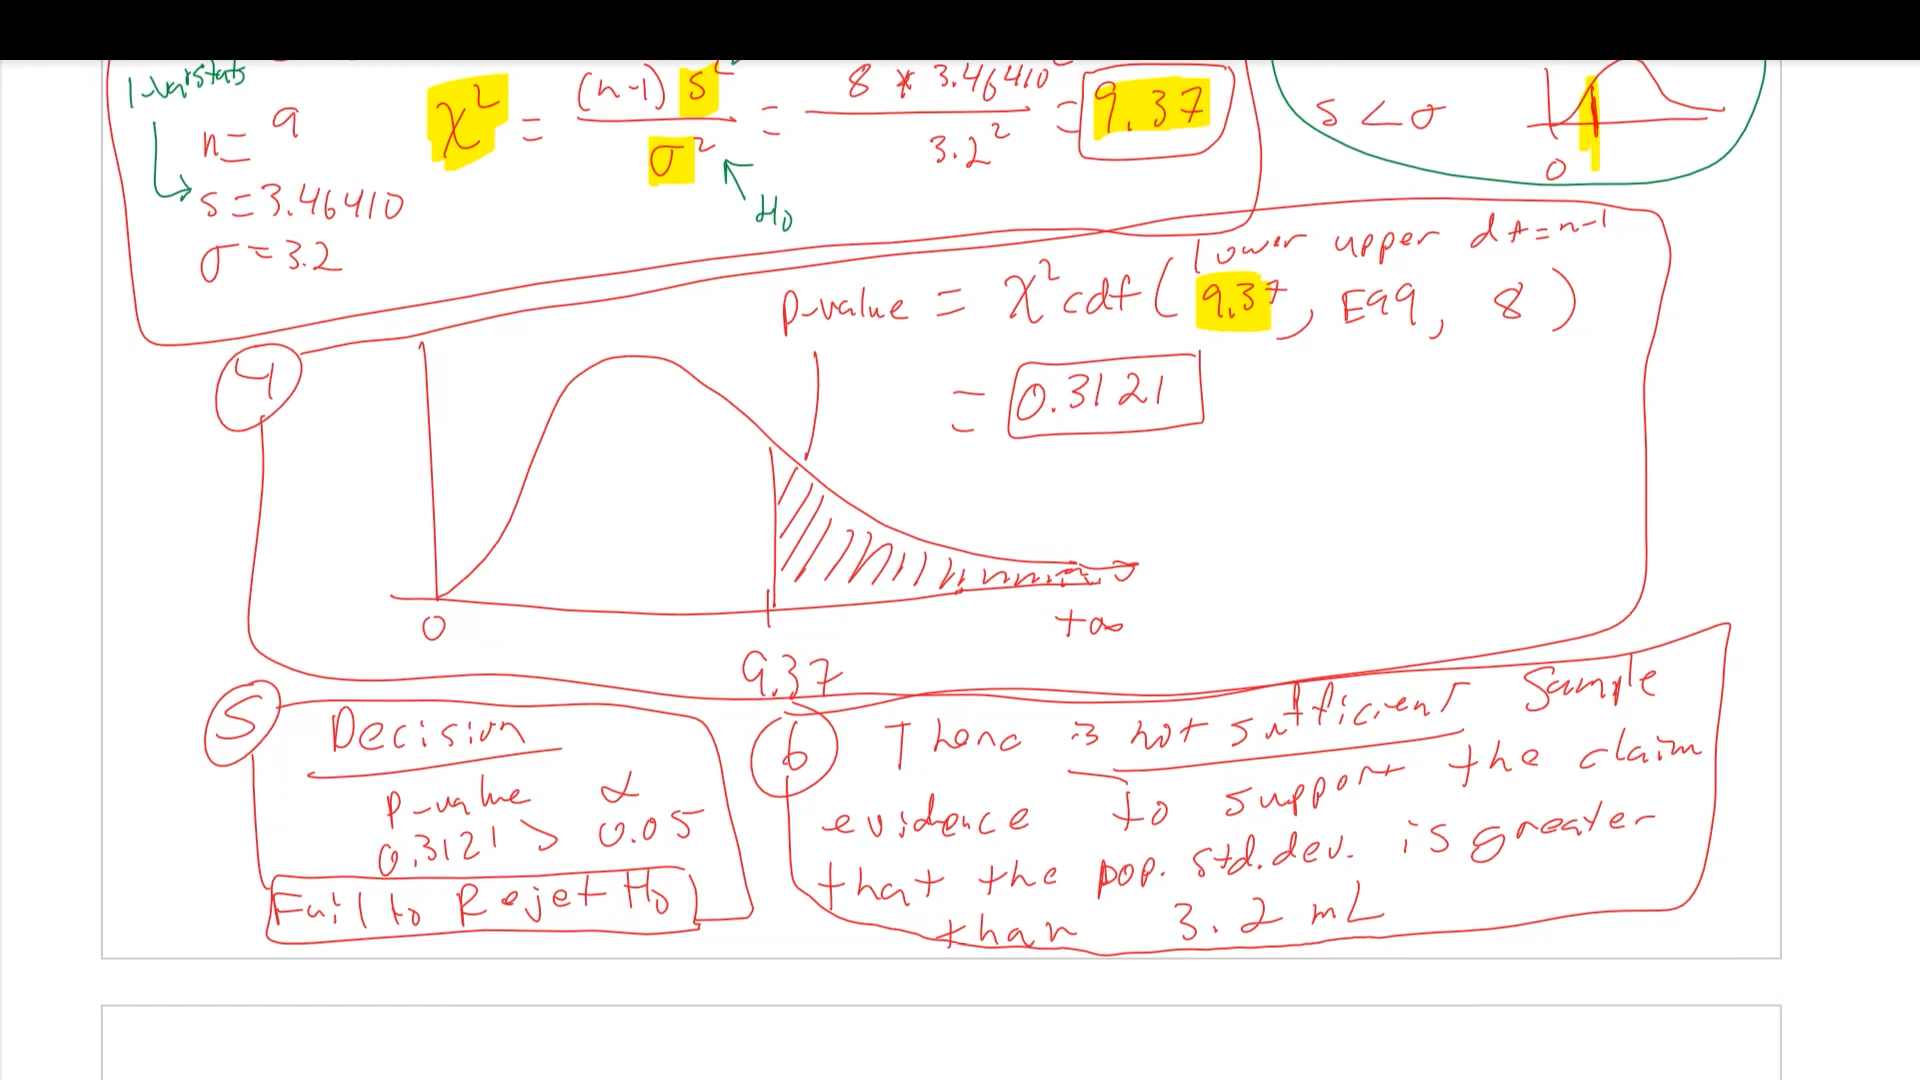 1-Varstats
n = 9
s = 3.46410
σ = 3.2
χ² = (n-1) s² / σ² = 8 * 3.46410² / 3.2² = 9.37
H₀
s < σ
0
lower upper df = n-1
P-value = χ²cdf(9.37, E99, 8)
= 0.3121
4
0
9.37
+∞
5
Decision
P-value α
0.3121 > 0.05
Fail to Rejet H₀
6
There is not sufficient Sample
evidence to support the claim
that the pop. std. dev. is greater
than 3.2 mL